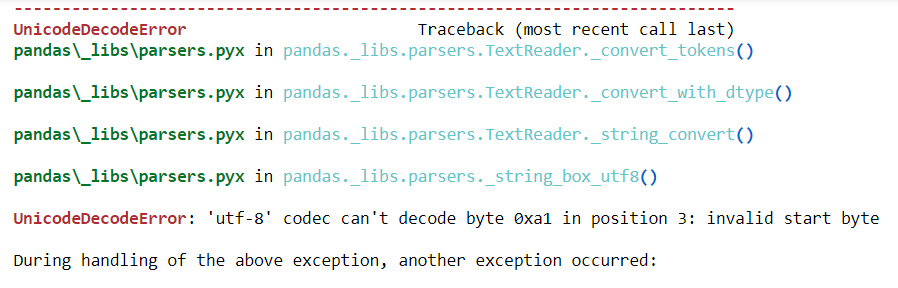 ---------------------------------------------------------------------------
UnicodeDecodeError                        Traceback (most recent call last)
pandas\_libs\parsers.pyx in pandas._libs.parsers.TextReader._convert_tokens()
pandas\_libs\parsers.pyx in pandas._libs.parsers.TextReader._convert_with_dtype()
pandas\_libs\parsers.pyx in pandas._libs.parsers.TextReader._string_convert()
pandas\_libs\parsers.pyx in pandas._libs.parsers._string_box_utf8()
UnicodeDecodeError: 'utf-8' codec can't decode byte 0xa1 in position 3: invalid start byte
During handling of the above exception, another exception occurred: